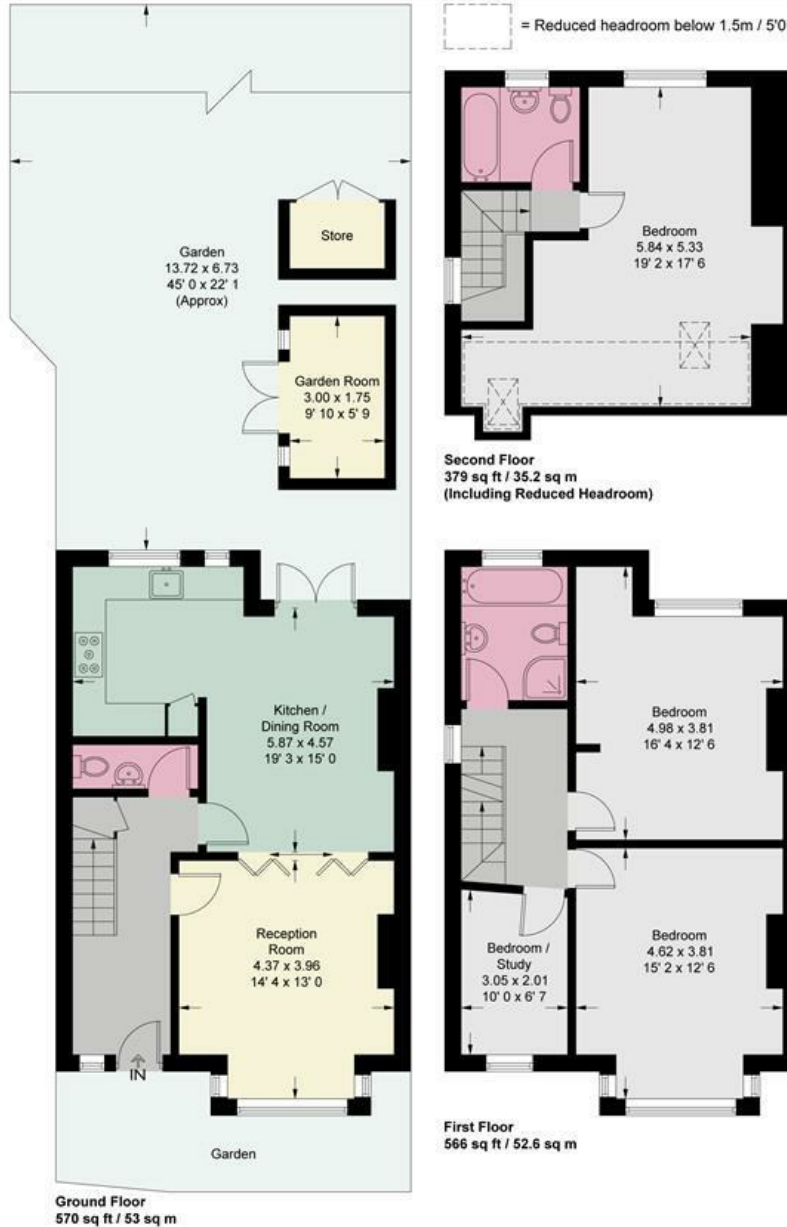 = Reduced headroom below 1.5m / 5'0
Garden
13.72 x 6.73
45' 0 x 22' 1
(Approx)
Store
Garden Room
3.00 x 1.75
9' 10 x 5' 9
Bedroom
5.84 x 5.33
19' 2 x 17' 6
Second Floor
379 sq ft / 35.2 sq m
(Including Reduced Headroom)
Kitchen /
Dining Room
5.87 x 4.57
19' 3 x 15' 0
Reception
Room
4.37 x 3.96
14' 4 x 13' 0
IN
Garden
Ground Floor
570 sq ft / 53 sq m
Bedroom
4.98 x 3.81
16' 4 x 12' 6
Bedroom /
Study
3.05 x 2.01
10' 0 x 6' 7
Bedroom
4.62 x 3.81
15' 2 x 12' 6
First Floor
566 sq ft / 52.6 sq m